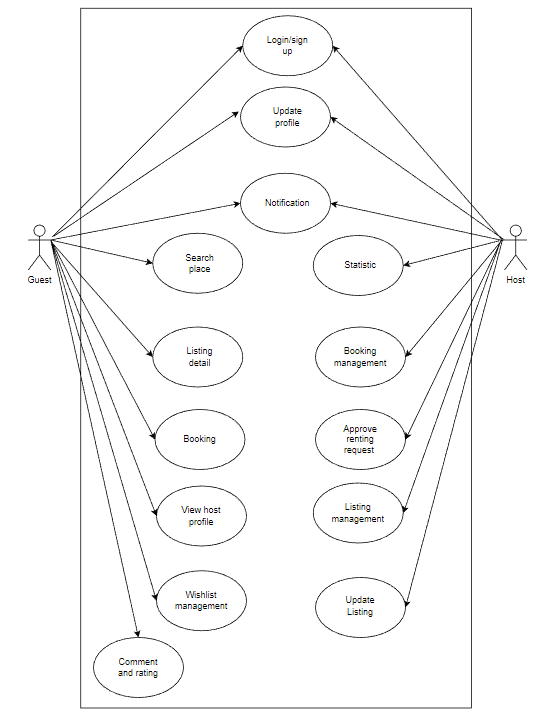 Login/sign
up
Update
profile
Notification
Search
place
Statistic
Guest
Host
Listing
detail
Booking
management
Booking
Approve
renting
request
View host
profile
Listing
management
Wishlist
management
Update
Listing
Comment
and rating